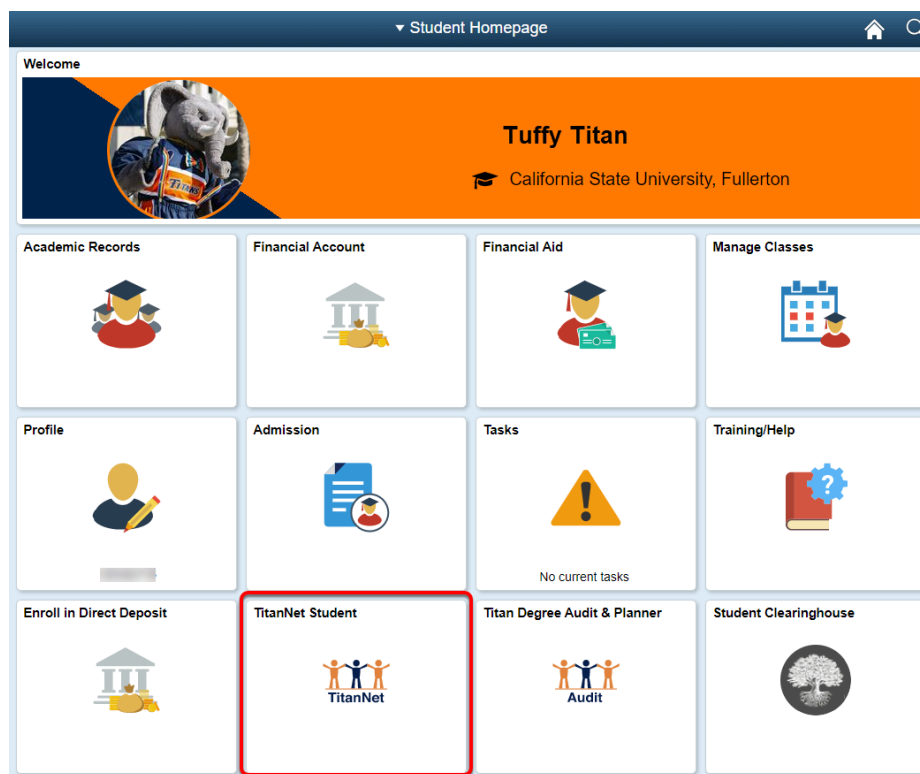 Student Homepage
Welcome
TITANS
Tuffy Titan
California State University, Fullerton
Academic Records
Financial Account
Financial Aid
Manage Classes
Profile
Admission
Tasks
Training/Help
?
No current tasks
Enroll in Direct Deposit
TitanNet Student
Titan Degree Audit & Planner
Student Clearinghouse
TitanNet
Audit